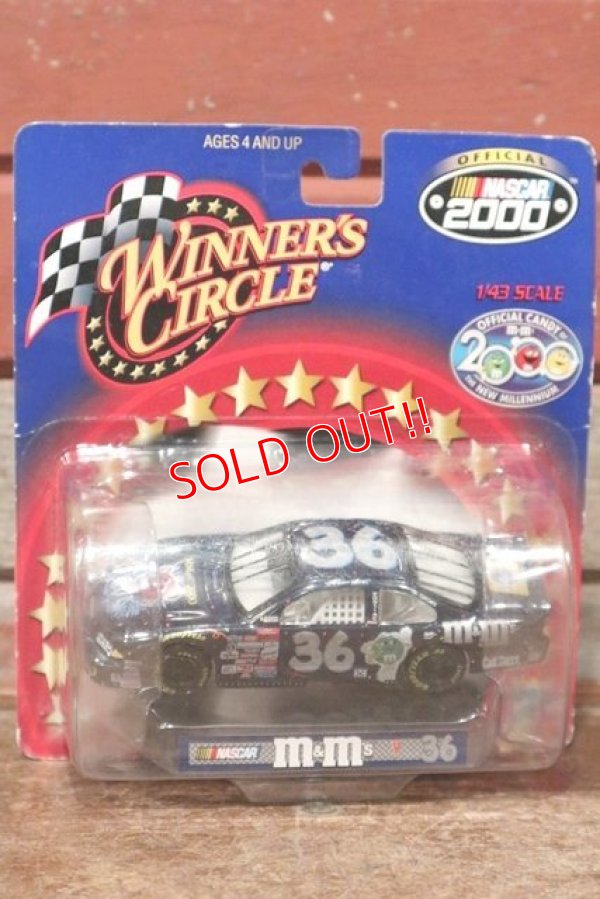 AGES 4 AND UP
OFFICIAL
NASCAR
2000
WINNER'S
CIRCLE
1/43 SCALE
OFFICIAL CANDY OF
m&m's
2000
THE NEW MILLENNIUM
SOLD OUT!!
36
36
m&m's
NASCAR
m&m's
36